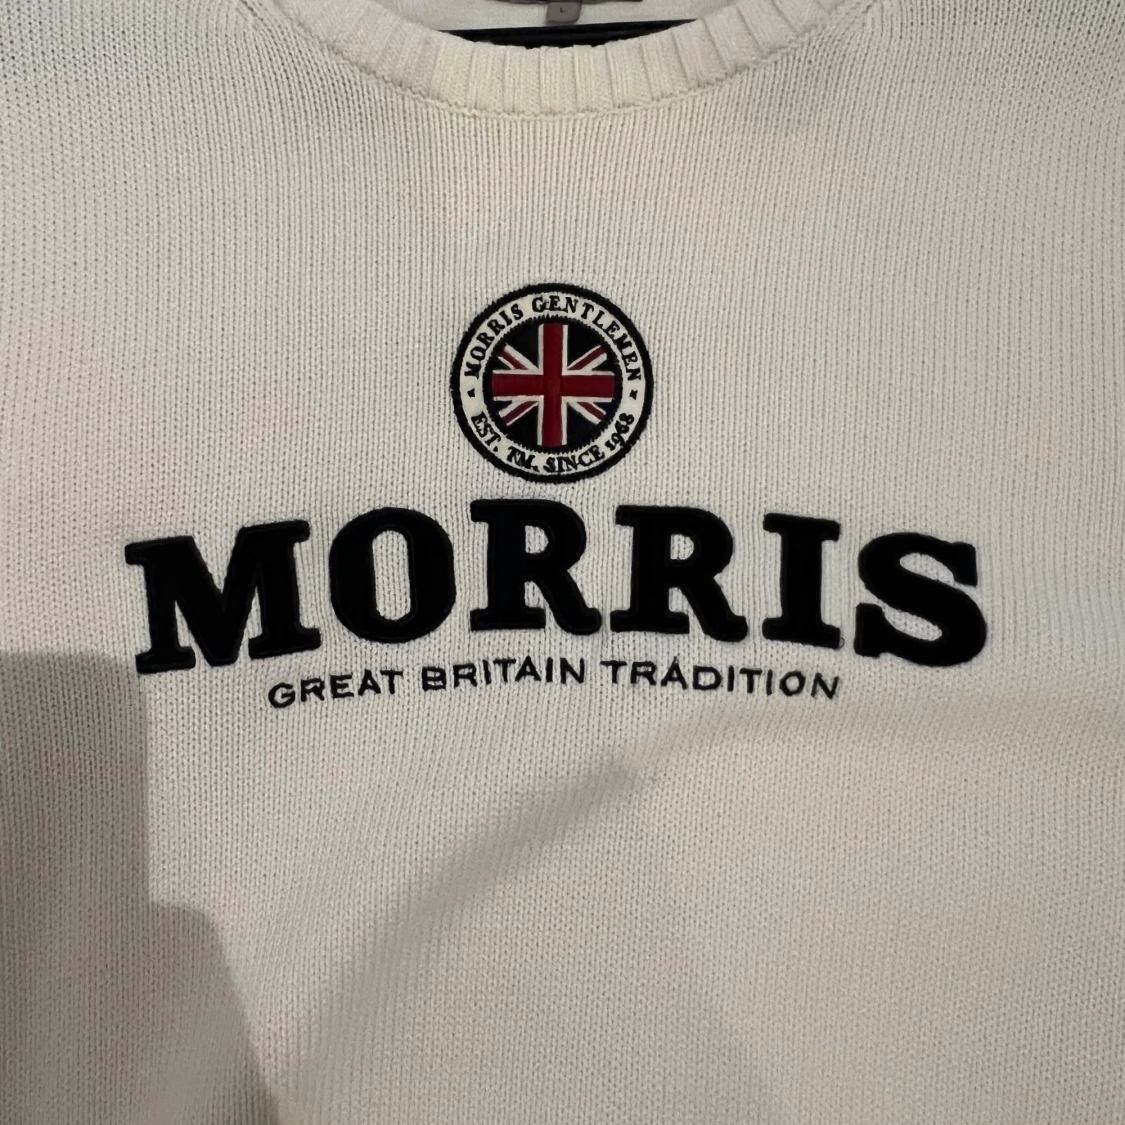 L
MORRIS GENTLEMEN
EST. TM. SINCE 1968
MORRIS
GREAT BRITAIN TRADITION